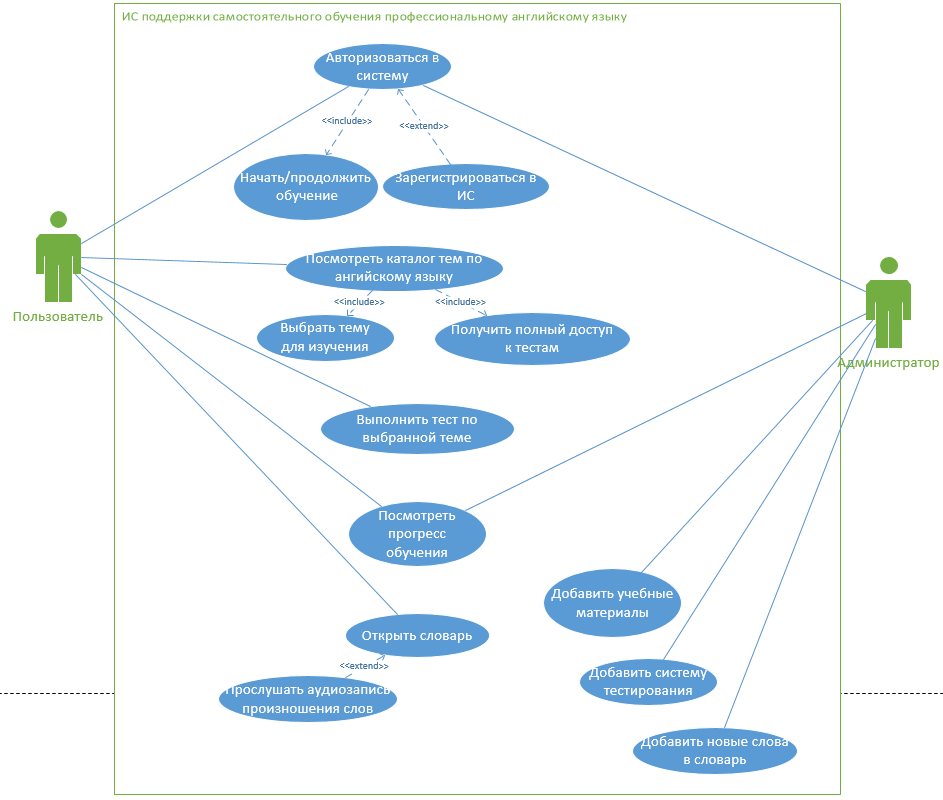 ИС поддержки самостоятельного обучения профессиональному английскому языку
Авторизоваться в
систему
<<include>>
<<extend>>
Начать/продолжить
обучение
Зарегистрироваться в
ИС
Пользователь
Посмотреть каталог тем по
ангийскому языку
<<include>>
<<include>>
Выбрать тему
для изучения
Получить полный доступ
к тестам
Администратор
Выполнить тест по
выбранной теме
Посмотреть
прогресс
обучения
Добавить учебные
материалы
Открыть словарь
<<extend>>
Прослушать аудиозапись
произношения слов
Добавить систему
тестирования
Добавить новые слова
в словарь